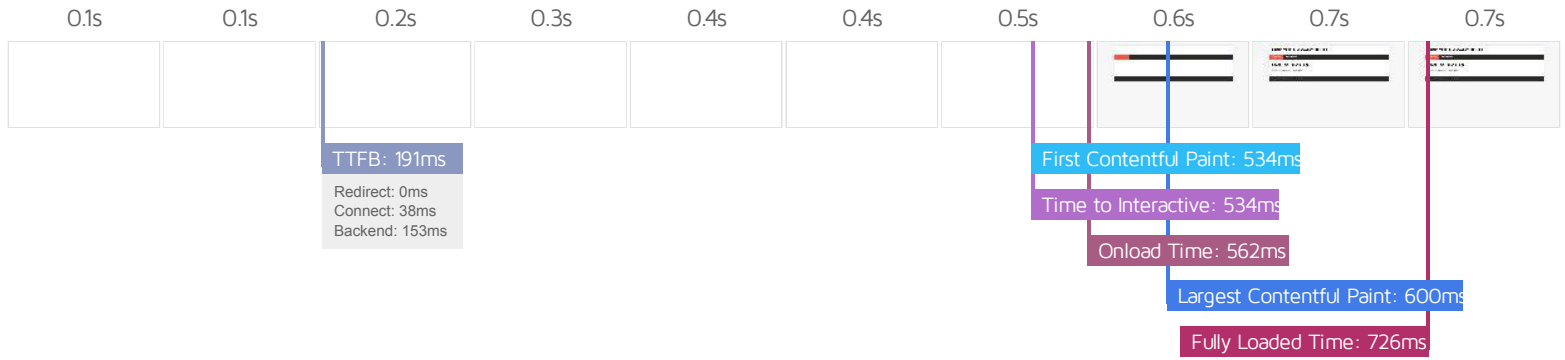 0.1s 0.1s 0.2s 0.3s 0.4s 0.4s 0.5s 0.6s 0.7s 0.7s
TTFB: 191ms
Redirect: 0ms
Connect: 38ms
Backend: 153ms
First Contentful Paint: 534ms
Time to Interactive: 534ms
Onload Time: 562ms
Largest Contentful Paint: 600ms
Fully Loaded Time: 726ms